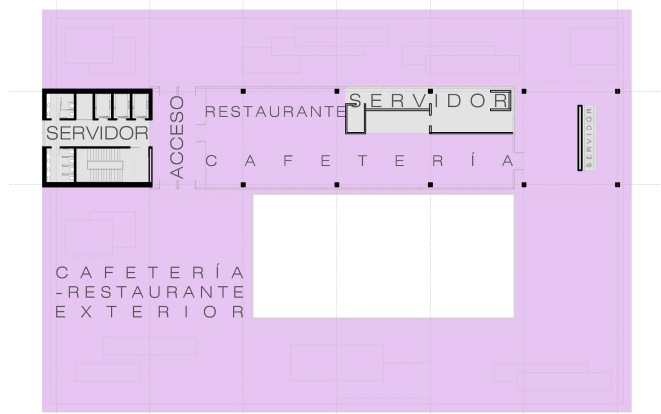 SERVIDOR
ACCESO
RESTAURANTE
SERVIDOR
CAFETERÍA
SERVIDOR
CAFETERÍA
-RESTAURANTE
EXTERIOR